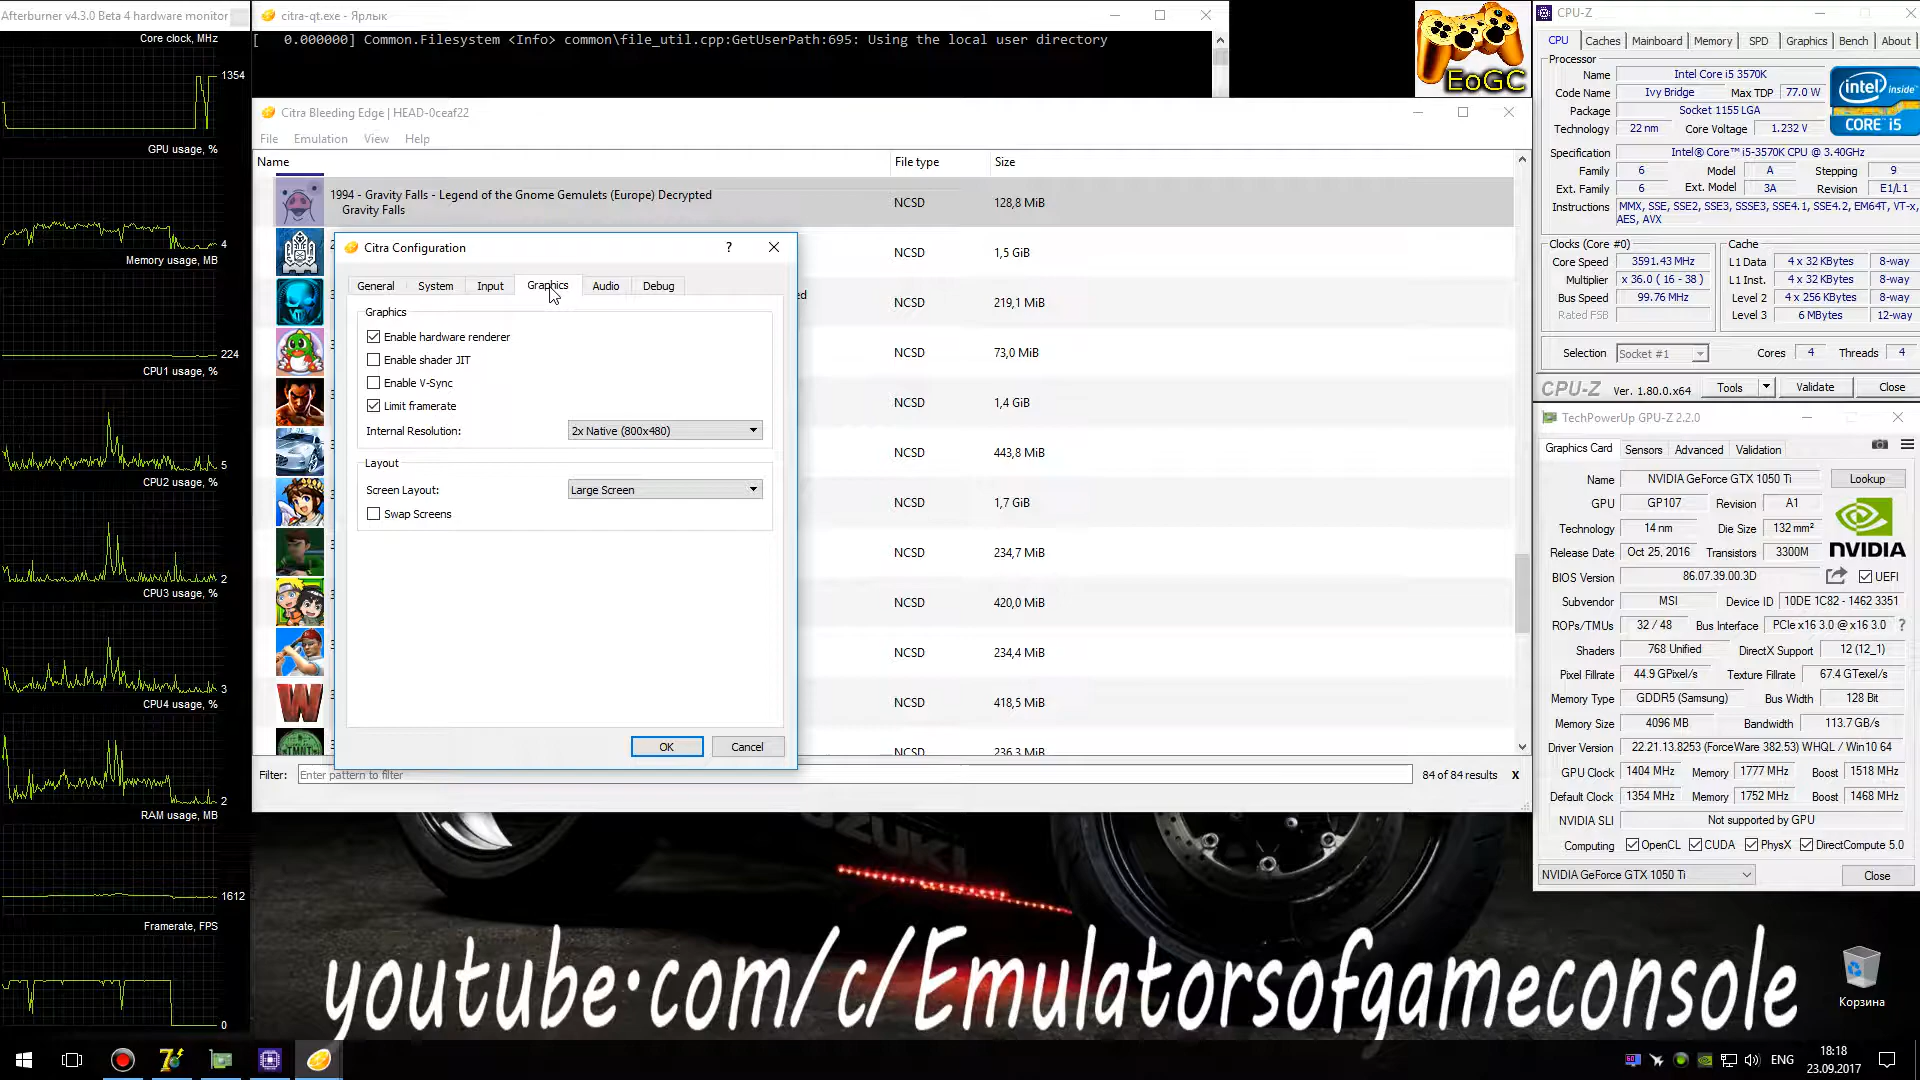 Afterburner v4.3.0 Beta 4 hardware monitor
Core clock, MHz
1354
GPU usage, %
4
Memory usage, MB
224
CPU1 usage, %
5
CPU2 usage, %
2
CPU3 usage, %
3
CPU4 usage, %
2
RAM usage, MB
1612
Framerate, FPS
0
citra-qt.exe - Ярлык
[ 0.000000] Common.Filesystem <Info> common\file_util.cpp:GetUserPath:695: Using the local user directory
EoGC
Citra Bleeding Edge | HEAD-0ceaf22
File Emulation View Help
Name File type Size
1994 - Gravity Falls - Legend of the Gnome Gemulets (Europe) Decrypted
Gravity Falls
NCSD 128,8 MiB
NCSD 1,5 GiB
NCSD 219,1 MiB
NCSD 73,0 MiB
NCSD 1,4 GiB
NCSD 443,8 MiB
NCSD 1,7 GiB
NCSD 234,7 MiB
NCSD 420,0 MiB
NCSD 234,4 MiB
W
NCSD 418,5 MiB
TMNT
NCSD 236,3 MiB
ed
Citra Configuration
?
General System Input Graphics Audio Debug
Graphics
Enable hardware renderer
Enable shader JIT
Enable V-Sync
Limit framerate
Internal Resolution: 2x Native (800x480)
Layout
Screen Layout: Large Screen
Swap Screens
OK Cancel
Filter: Enter pattern to filter 84 of 84 results X
CPU-Z
CPU Caches Mainboard Memory SPD Graphics Bench About
Processor
Name Intel Core i5 3570K
Code Name Ivy Bridge Max TDP 77.0 W
Package Socket 1155 LGA
Technology 22 nm Core Voltage 1.232 V
intel inside
CORE i5
Specification Intel® Core™ i5-3570K CPU @ 3.40GHz
Family 6 Model A Stepping 9
Ext. Family 6 Ext. Model 3A Revision E1/L1
Instructions MMX, SSE, SSE2, SSE3, SSSE3, SSE4.1, SSE4.2, EM64T, VT-x,
AES, AVX
Clocks (Core #0)
Core Speed 3591.43 MHz
Multiplier x 36.0 ( 16 - 38 )
Bus Speed 99.76 MHz
Rated FSB
Cache
L1 Data 4 x 32 KBytes 8-way
L1 Inst. 4 x 32 KBytes 8-way
Level 2 4 x 256 KBytes 8-way
Level 3 6 MBytes 12-way
Selection Socket #1 Cores 4 Threads 4
CPU-Z Ver. 1.80.0.x64 Tools Validate Close
TechPowerUp GPU-Z 2.2.0
Graphics Card Sensors Advanced Validation
Name NVIDIA GeForce GTX 1050 Ti Lookup
GPU GP107 Revision A1
Technology 14 nm Die Size 132 mm²
Release Date Oct 25, 2016 Transistors 3300M
NVIDIA
BIOS Version 86.07.39.00.3D UEFI
Subvendor MSI Device ID 10DE 1C82 - 1462 3351
ROPs/TMUs 32 / 48 Bus Interface PCIe x16 3.0 @ x16 3.0 ?
Shaders 768 Unified DirectX Support 12 (12_1)
Pixel Fillrate 44.9 GPixel/s Texture Fillrate 67.4 GTexel/s
Memory Type GDDR5 (Samsung) Bus Width 128 Bit
Memory Size 4096 MB Bandwidth 113.7 GB/s
Driver Version 22.21.13.8253 (ForceWare 382.53) WHQL / Win10 64
GPU Clock 1404 MHz Memory 1777 MHz Boost 1518 MHz
Default Clock 1354 MHz Memory 1752 MHz Boost 1468 MHz
NVIDIA SLI Not supported by GPU
Computing OpenCL CUDA PhysX DirectCompute 5.0
NVIDIA GeForce GTX 1050 Ti Close
youtube.com/c/Emulatorsofgameconsole
Корзина
ENG
18:18
23.09.2017